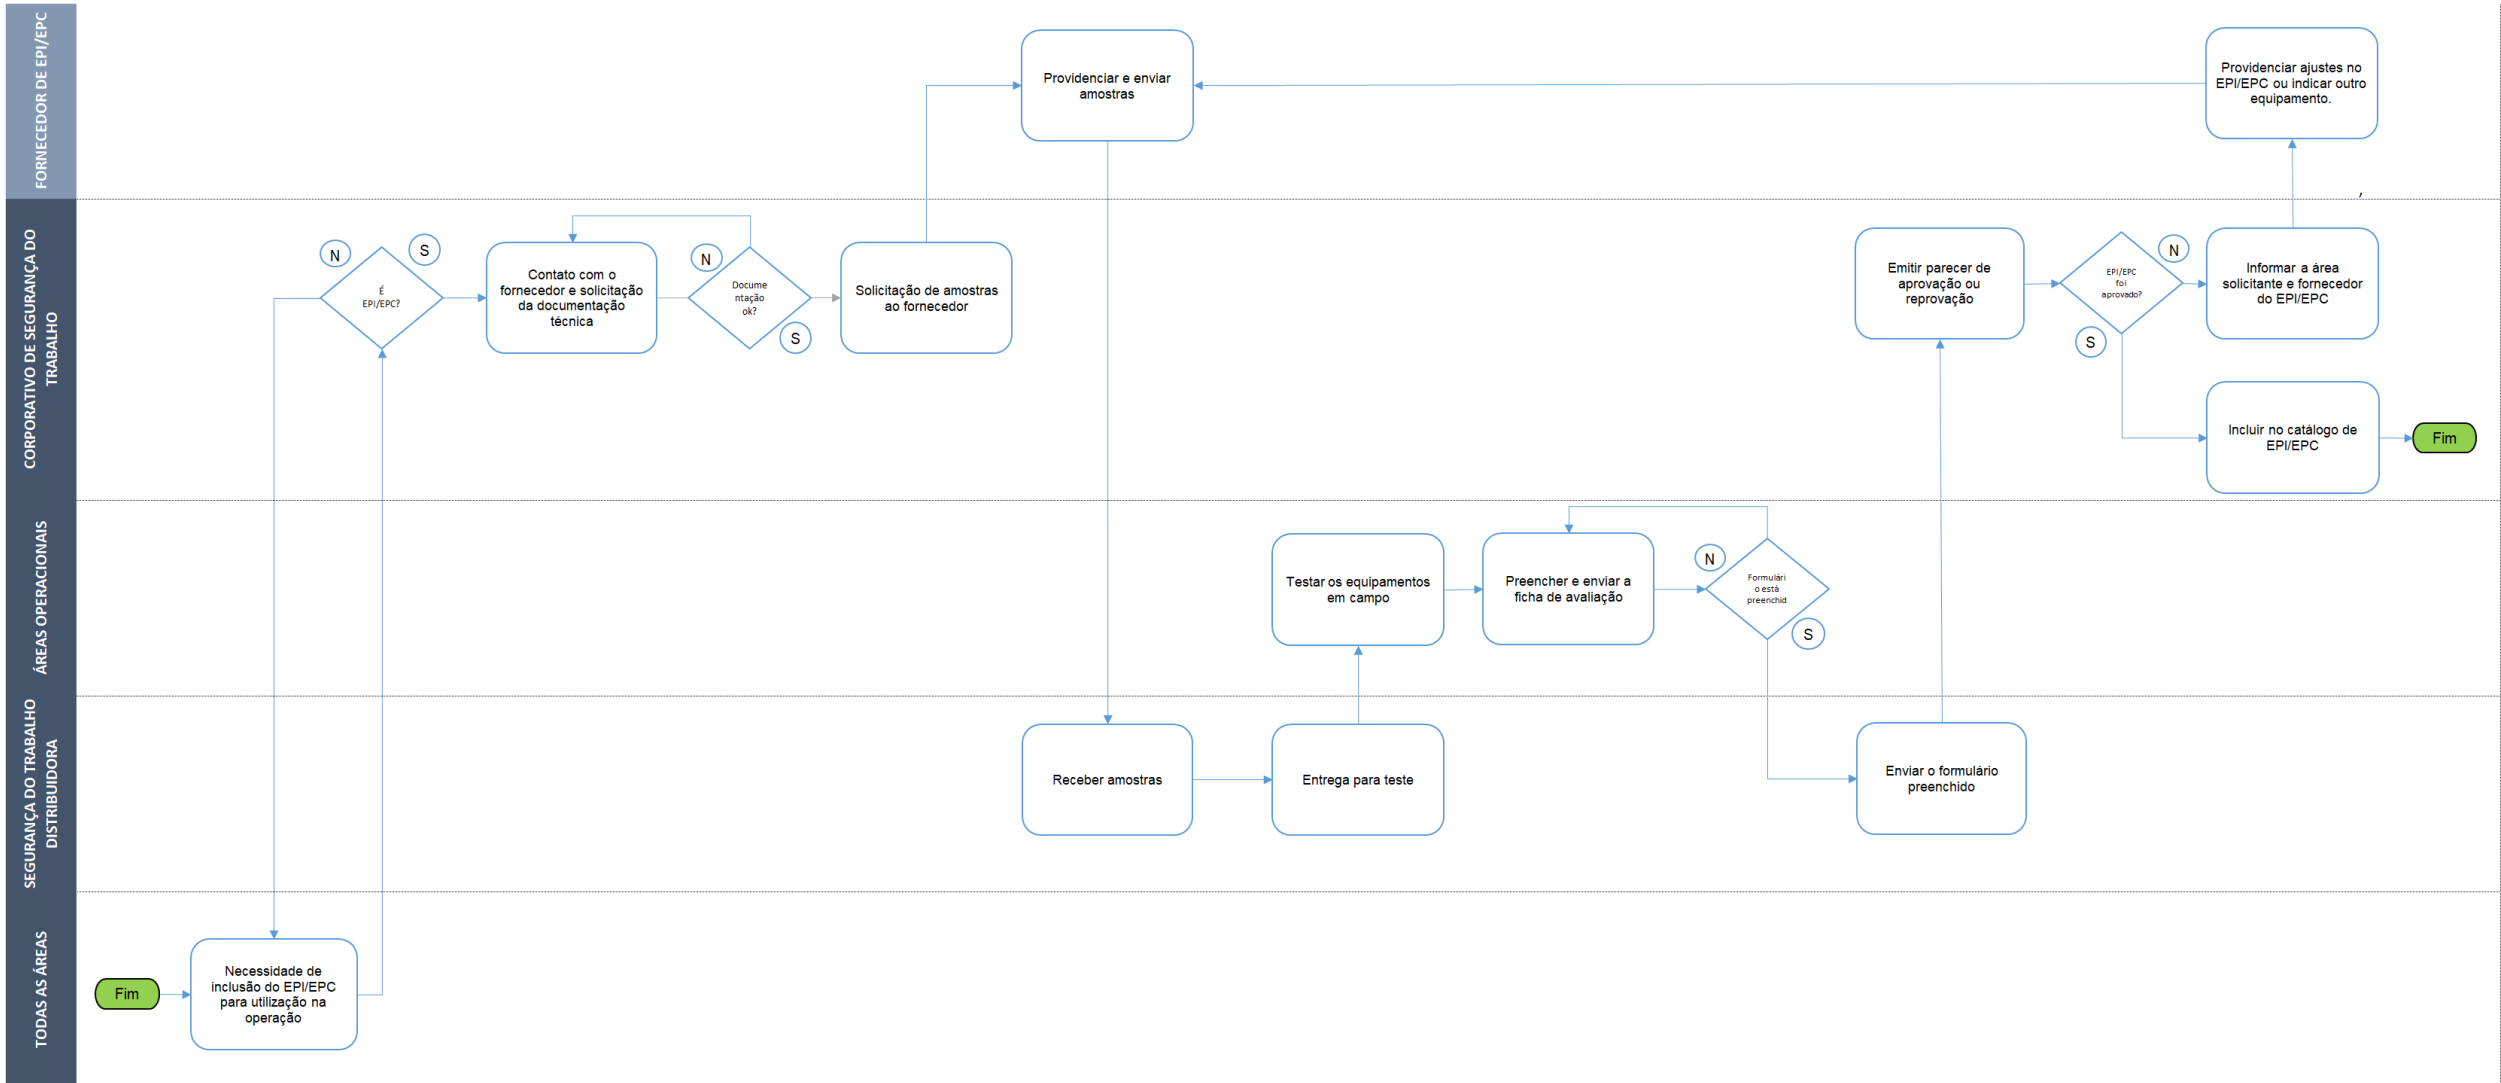 FORNECEDOR DE EPI/EPC
Providenciar e enviar
amostras
Providenciar ajustes no
EPI/EPC ou indicar outro
equipamento.
,
CORPORATIVO DE SEGURANÇA DO
TRABALHO
N
S
É
EPI/EPC?
Contato com o
fornecedor e solicitação
da documentação
técnica
N
Docume
ntação
ok?
S
Solicitação de amostras
ao fornecedor
Emitir parecer de
aprovação ou
reprovação
EPI/EPC
foi
aprovado?
N
S
Informar a área
solicitante e fornecedor
do EPI/EPC
Incluir no catálogo de
EPI/EPC
Fim
ÁREAS OPERACIONAIS
Testar os equipamentos
em campo
Preencher e enviar a
ficha de avaliação
N
Formulári
o está
preenchid
S
SEGURANÇA DO TRABALHO
DISTRIBUIDORA
Receber amostras
Entrega para teste
Enviar o formulário
preenchido
TODAS AS ÁREAS
Fim
Necessidade de
inclusão do EPI/EPC
para utilização na
operação